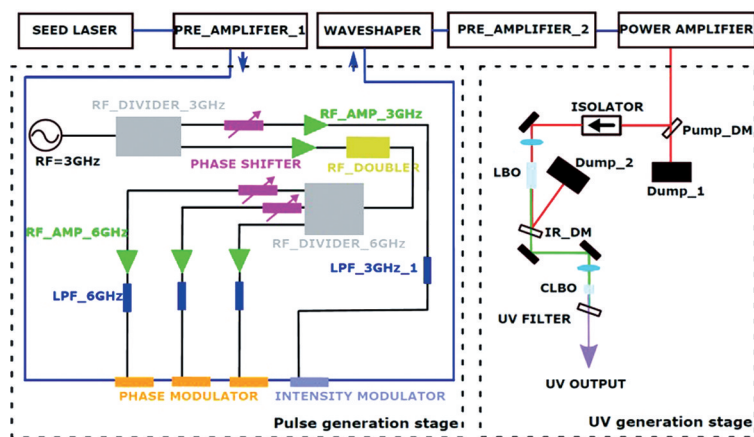 SEED LASER
PRE_AMPLIFIER_1
WAVESHAPER
PRE_AMPLIFIER_2
POWER AMPLIFIER
RF_DIVIDER_3GHz
RF_AMP_3GHz
RF=3GHz
PHASE SHIFTER
RF_DOUBLER
RF_AMP_6GHz
RF_DIVIDER_6GHz
LPF_3GHz_1
LPF_6GHz
PHASE MODULATOR
INTENSITY MODULATOR
Pulse generation stage
ISOLATOR
Pump_DM
Dump_2
LBO
Dump_1
IR_DM
CLBO
UV FILTER
UV OUTPUT
UV generation stage